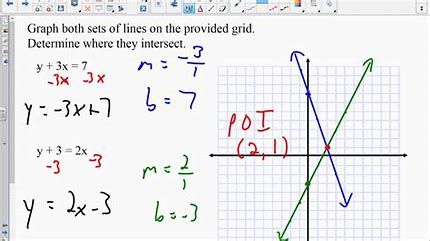 Graph both sets of lines on the provided grid.
Determine where they intersect.
y + 3x = 7
-3x -3x
y = -3x+7
m = -3/1
b = 7
y + 3 = 2x
-3 -3
y = 2x-3
m = 2/1
b = -3
POI
(2,1)